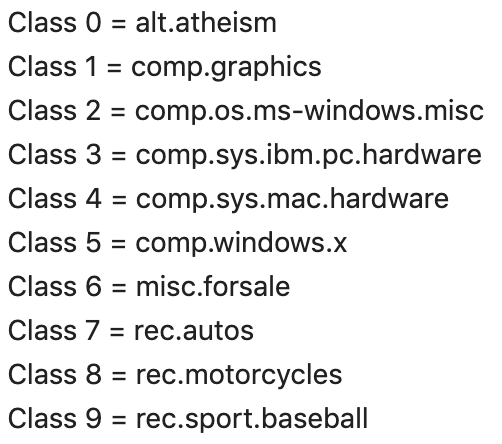 Class 0 = alt.atheism
Class 1 = comp.graphics
Class 2 = comp.os.ms-windows.misc
Class 3 = comp.sys.ibm.pc.hardware
Class 4 = comp.sys.mac.hardware
Class 5 = comp.windows.x
Class 6 = misc.forsale
Class 7 = rec.autos
Class 8 = rec.motorcycles
Class 9 = rec.sport.baseball